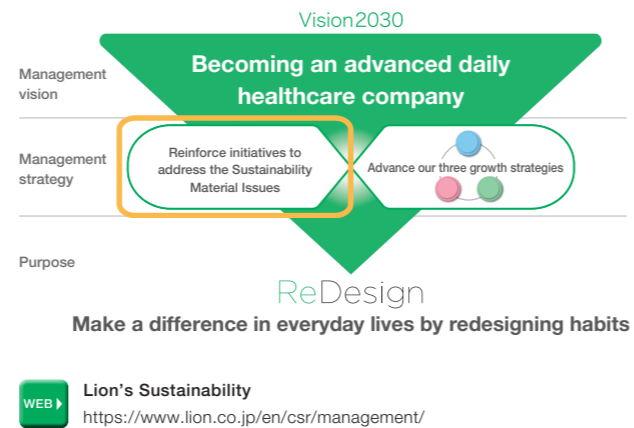 Vision2030
Management
vision
Becoming an advanced daily
healthcare company
Management
strategy
Reinforce initiatives to
address the Sustainability
Material Issues
Advance our three growth strategies
Purpose
ReDesign
Make a difference in everyday lives by redesigning habits
WEB
Lion's Sustainability
https://www.lion.co.jp/en/csr/management/